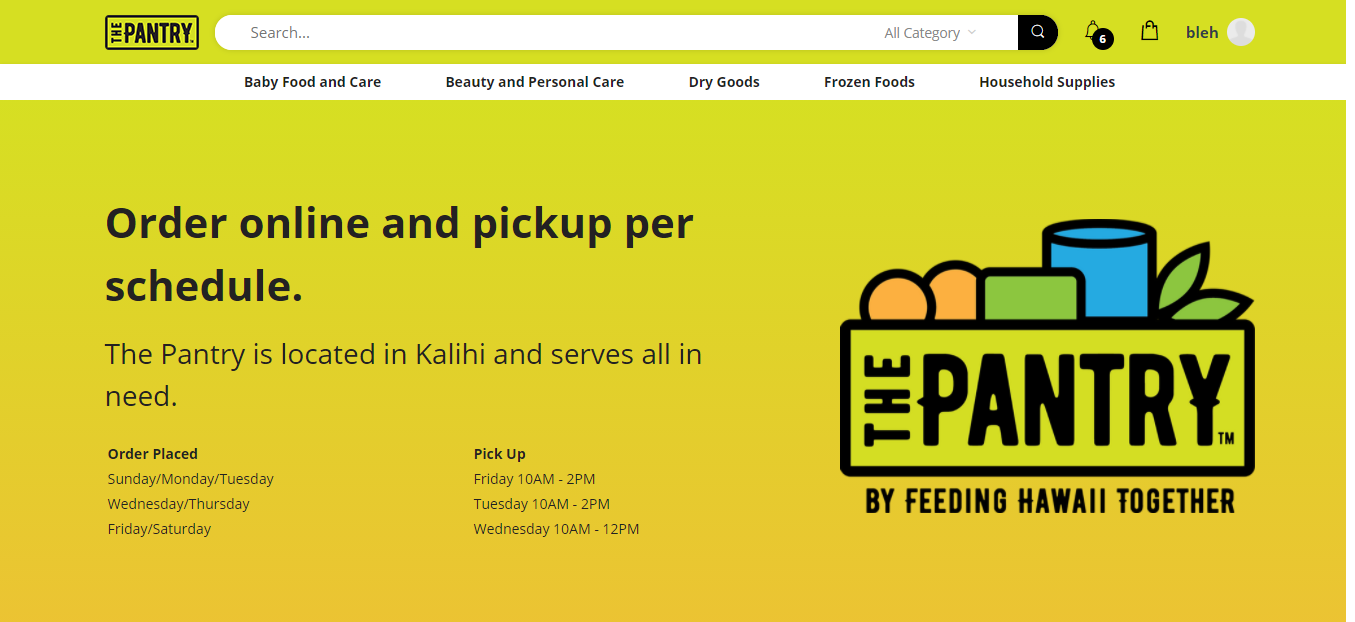 THE PANTRY
Search...
All Category
6
bleh
Baby Food and Care
Beauty and Personal Care
Dry Goods
Frozen Foods
Household Supplies
Order online and pickup per
schedule.
The Pantry is located in Kalihi and serves all in
need.
Order Placed
Pick Up
Sunday/Monday/Tuesday
Friday 10AM - 2PM
Wednesday/Thursday
Tuesday 10AM - 2PM
Friday/Saturday
Wednesday 10AM - 12PM
THE PANTRY TM
BY FEEDING HAWAII TOGETHER